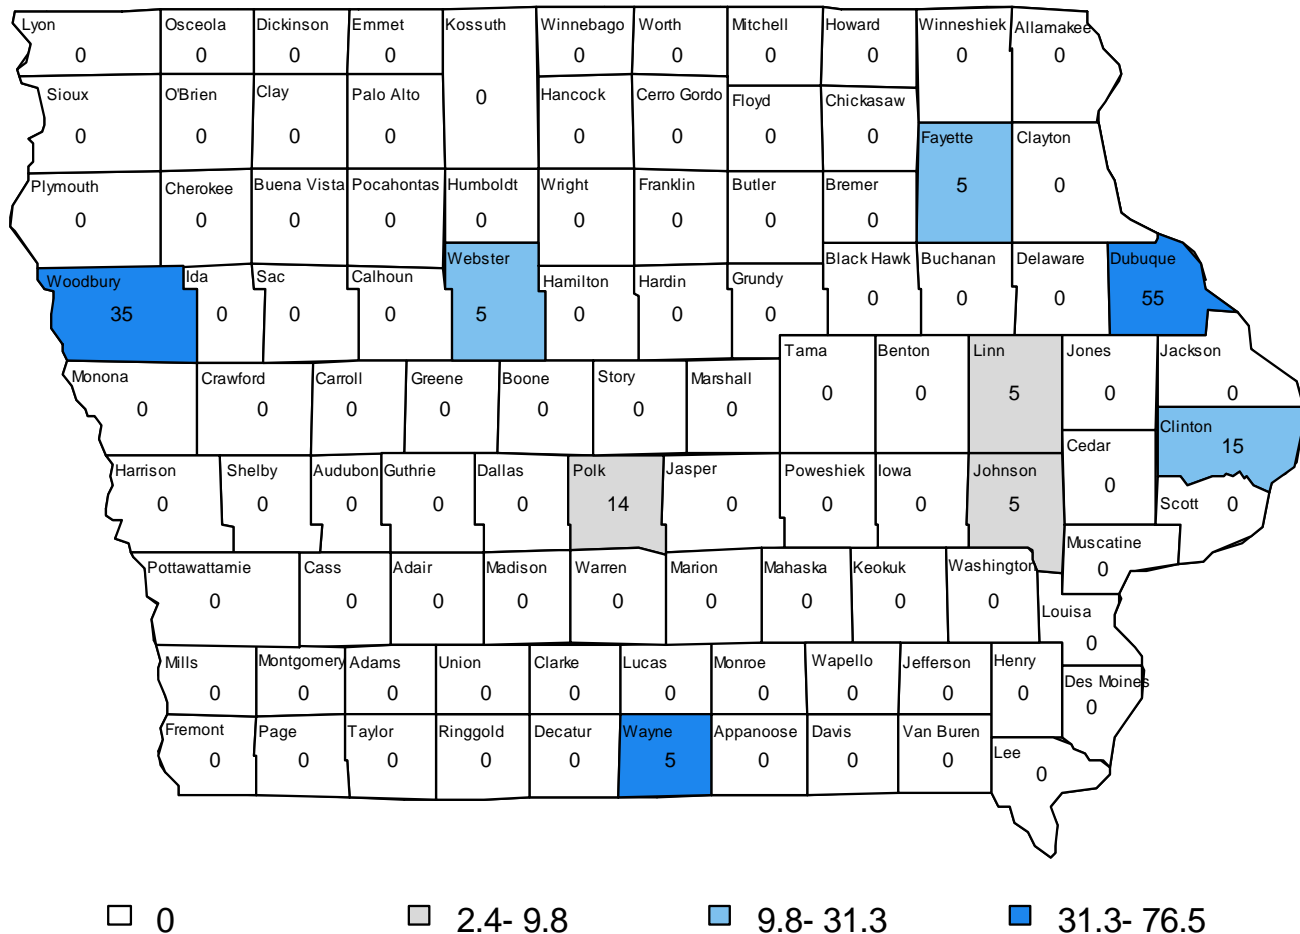 Lyon Osceola Dickinson Emmet Kossuth Winnebago Worth Mitchell Howard Winneshiek Allamakee
0 0 0 0 0 0 0 0 0 0
Sioux O'Brien Clay Palo Alto 0 Hancock Cerro Gordo Floyd Chickasaw
0 0 0 0 0 0 0 0
Fayette Clayton
Plymouth Cherokee Buena Vista Pocahontas Humboldt Wright Franklin Butler Bremer 5 0
0 0 0 0 0 0 0 0 0
Woodbury Ida Sac Calhoun Webster Hamilton Hardin Grundy Black Hawk Buchanan Delaware Dubuque
35 0 0 0 5 0 0 0 0 0 0 55
Tama Benton Linn Jones Jackson
Monona Crawford Carroll Greene Boone Story Marshall 0 0 5 0 0
0 0 0 0 0 0 0
Clinton
15
Cedar
0
Harrison Shelby Audubon Guthrie Dallas Polk Jasper Poweshiek Iowa Johnson
0 0 0 0 0 14 0 0 0 5
Scott 0
Muscatine
0
Pottawattamie Cass Adair Madison Warren Marion Mahaska Keokuk Washington
0 0 0 0 0 0 0 0 0
Louisa
0
Mills Montgomery Adams Union Clarke Lucas Monroe Wapello Jefferson Henry Des Moines
0 0 0 0 0 0 0 0 0 0 0
Fremont Page Taylor Ringgold Decatur Wayne Appanoose Davis Van Buren Lee
0 0 0 0 0 5 0 0 0 0
0 2.4- 9.8 9.8- 31.3 31.3- 76.5